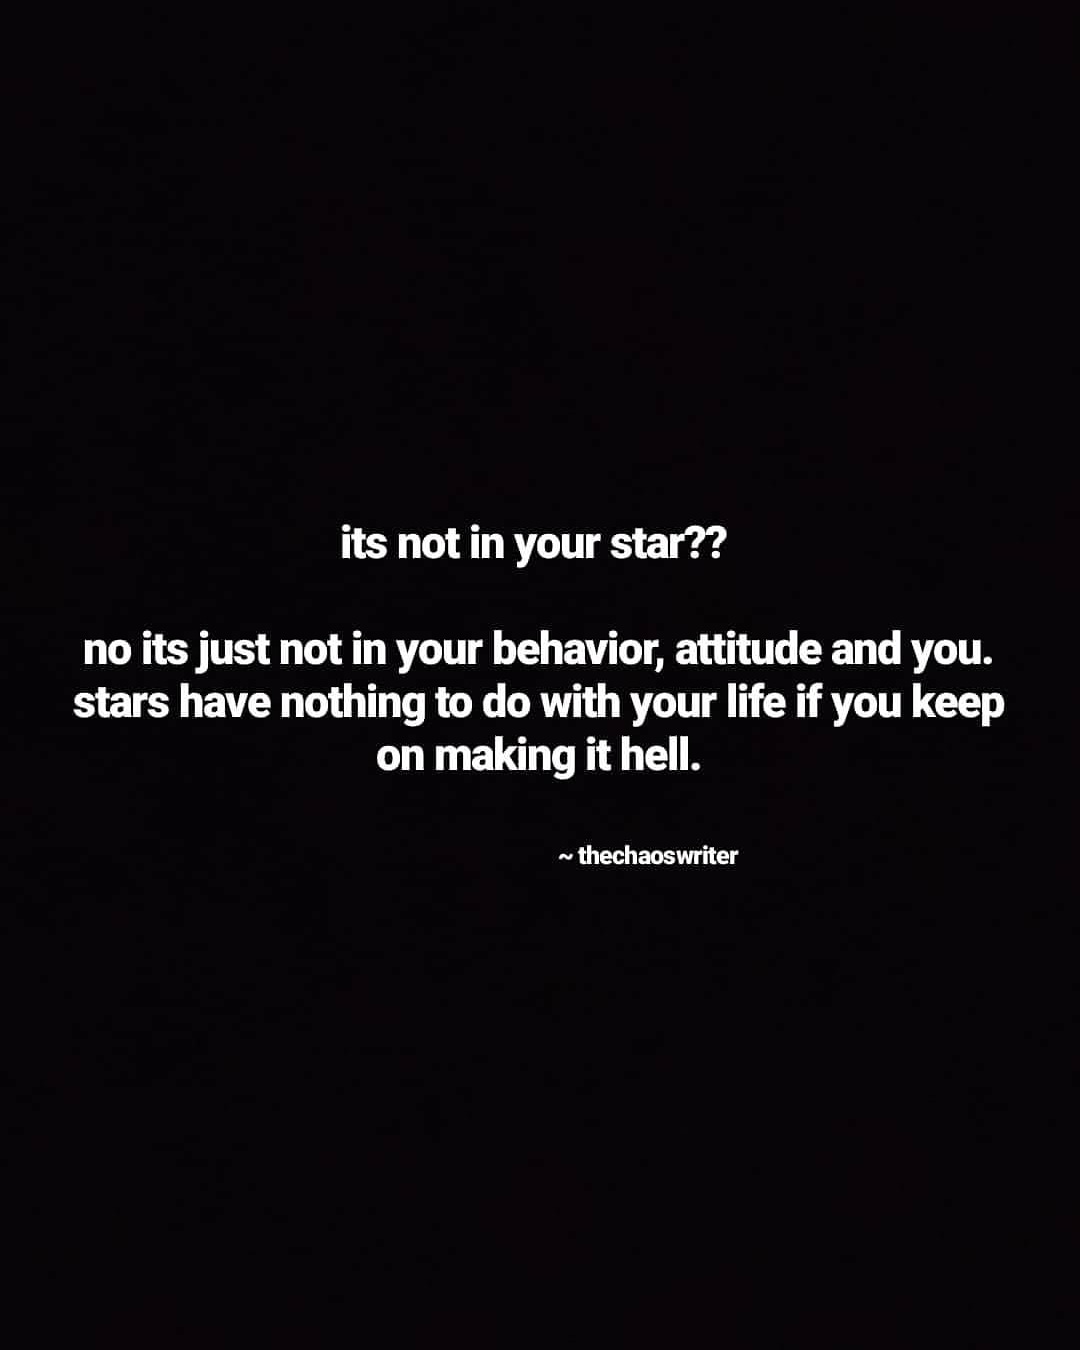 its not in your star??
no its just not in your behavior, attitude and you.
stars have nothing to do with your life if you keep
on making it hell.
~ thechaoswriter